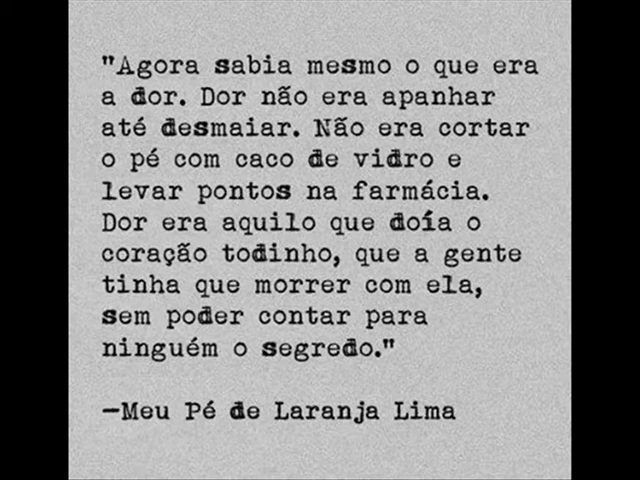 "Agora sabia mesmo o que era
a dor. Dor não era apanhar
até desmaiar. Não era cortar
o pé com caco de vidro e
levar pontos na farmácia.
Dor era aquilo que doía o
coração todinho, que a gente
tinha que morrer com ela,
sem poder contar para
ninguém o segredo."
—Meu Pé de Laranja Lima